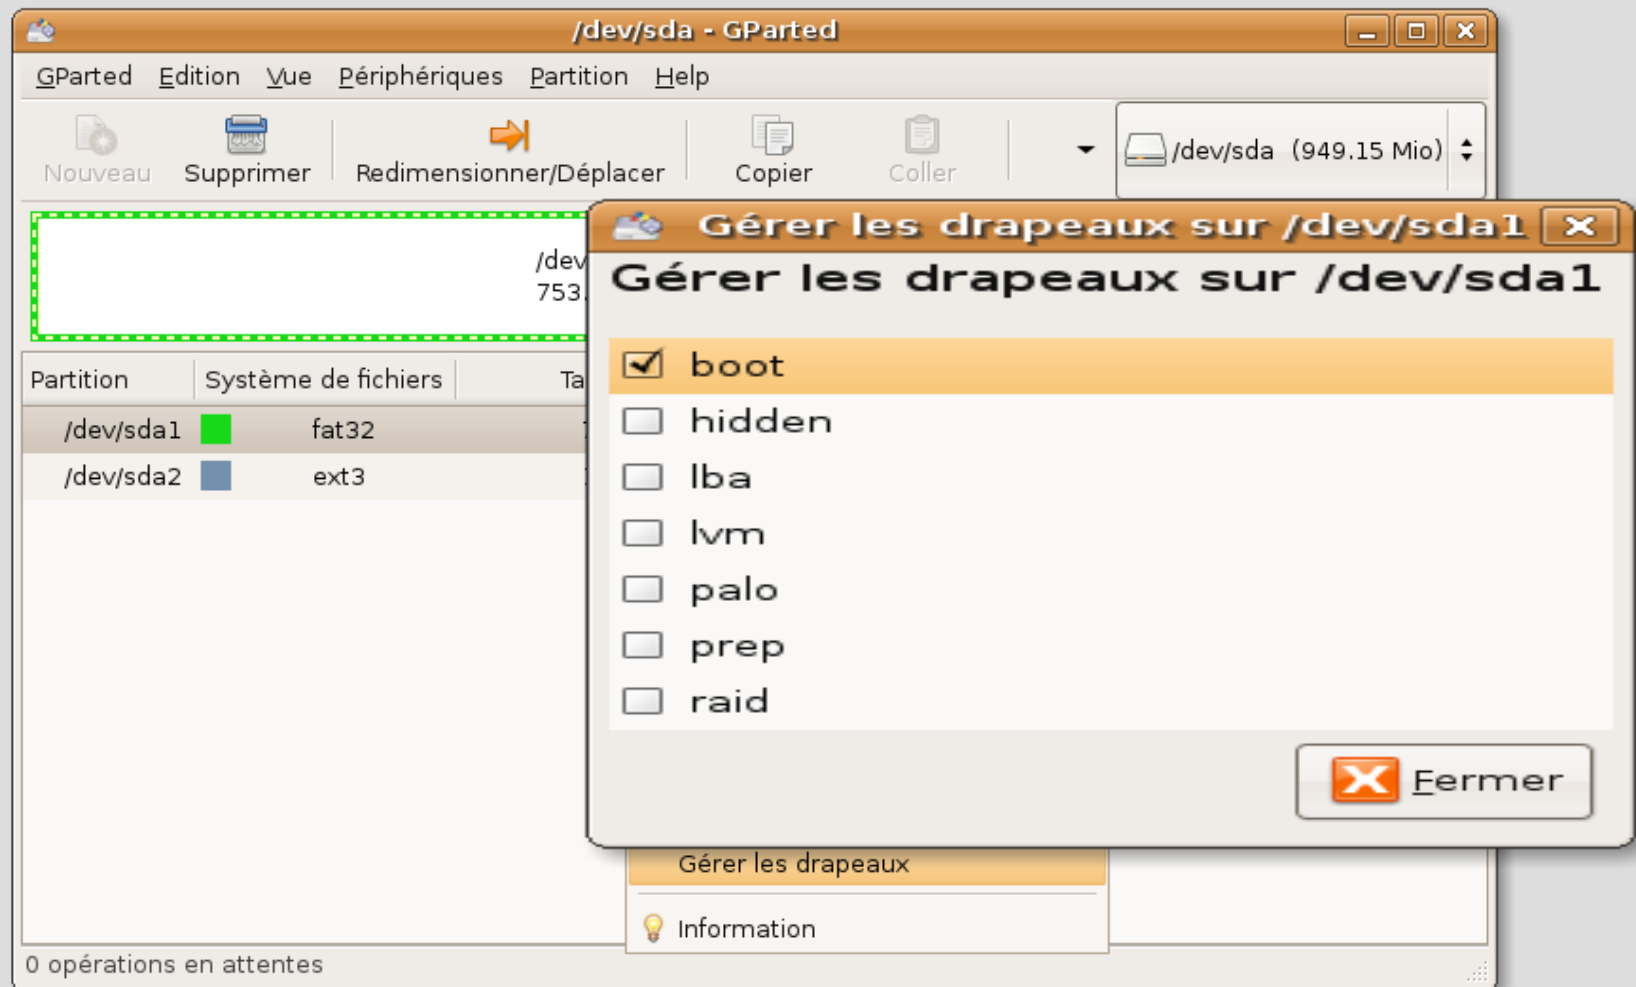 /dev/sda - GParted
GParted Edition Vue Périphériques Partition Help
Nouveau Supprimer Redimensionner/Déplacer Copier Coller /dev/sda (949.15 Mio)
/dev
753.
Gérer les drapeaux sur /dev/sda1
Gérer les drapeaux sur /dev/sda1
boot
hidden
lba
lvm
palo
prep
raid
Fermer
Partition Système de fichiers Ta
/dev/sda1 fat32
/dev/sda2 ext3
Gérer les drapeaux
Information
0 opérations en attentes